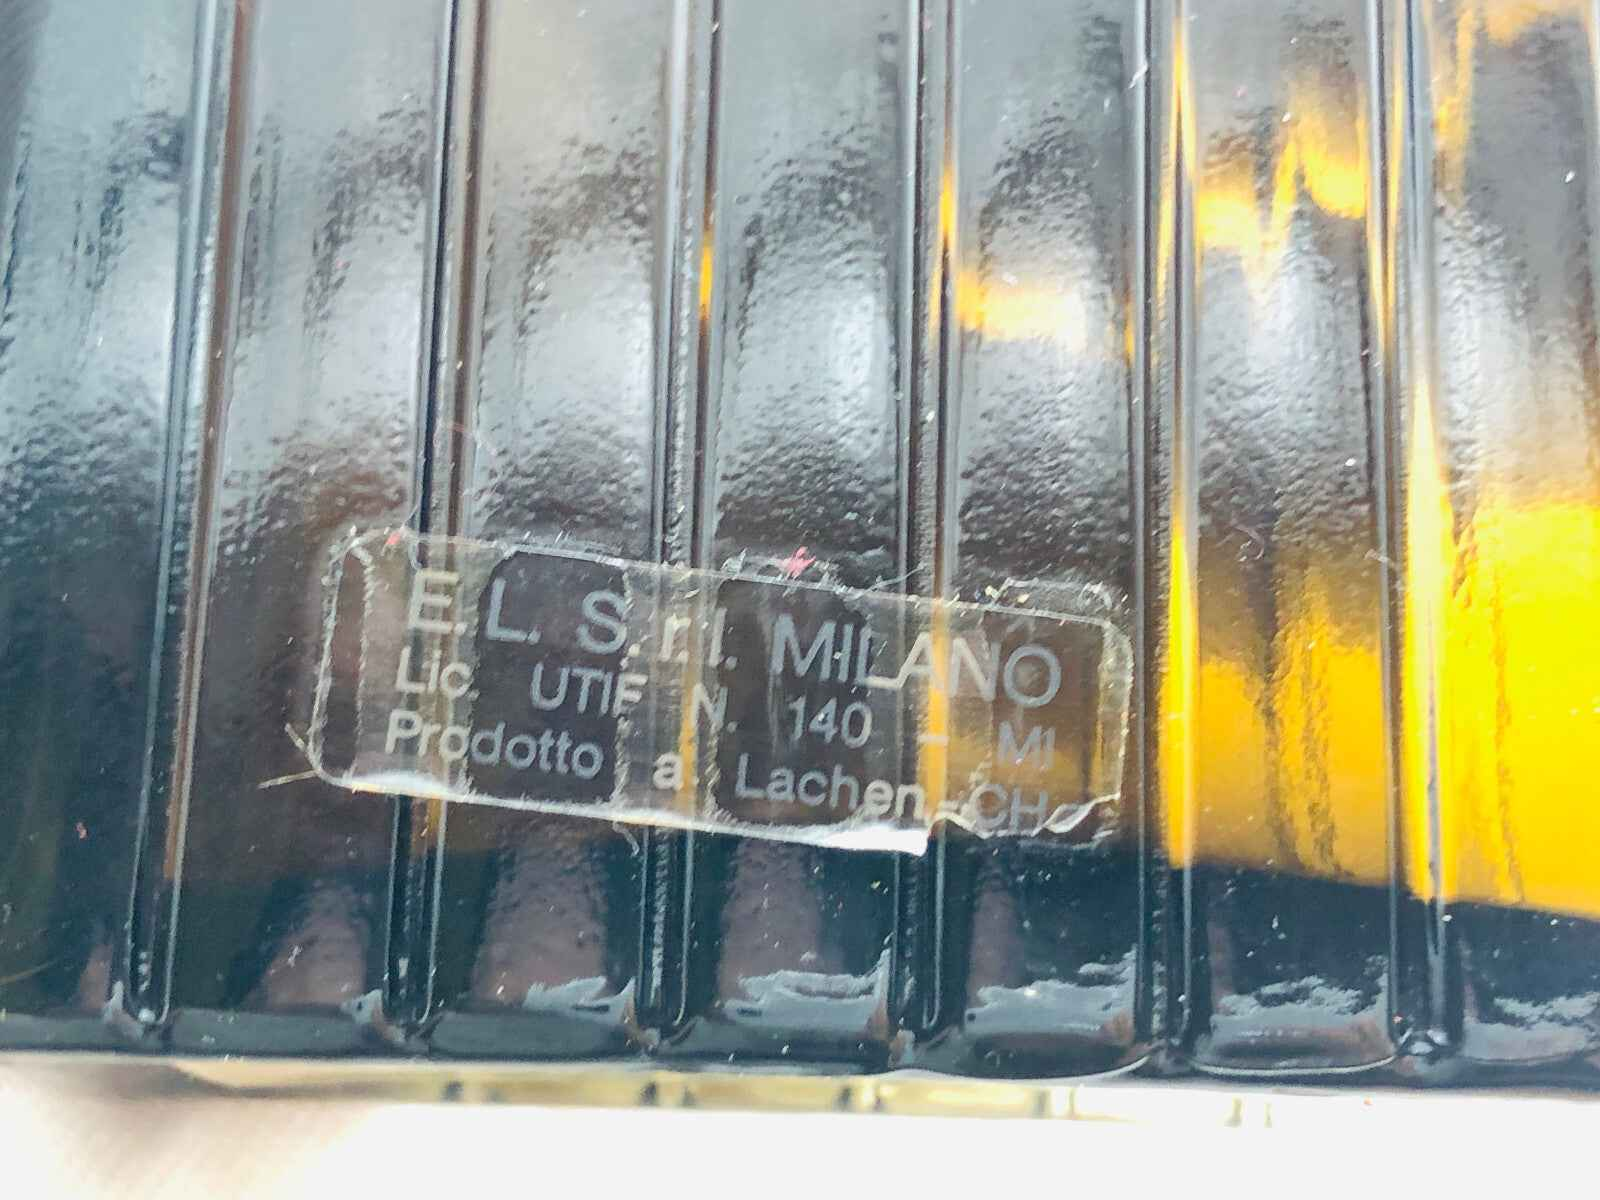 E. L. S.r.l. MILANO
Lic. UTIF N. 140 - MI
Prodotto a Lachen - CH